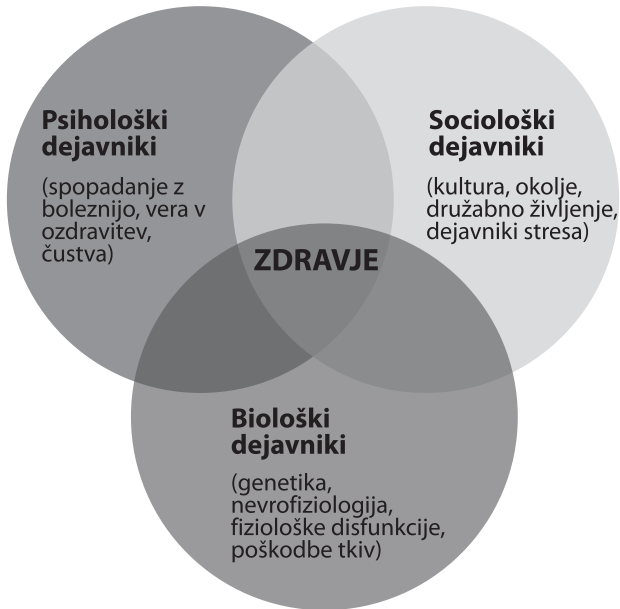 Psihološki
dejavniki
(spopadanje z
boleznijo, vera v
ozdravitev,
čustva)
Sociološki
dejavniki
(kultura, okolje,
družabno življenje,
dejavniki stresa)
ZDRAVJE
Biološki
dejavniki
(genetika,
nevrofiziologija,
fiziološke disfunkcije,
poškodbe tkiv)